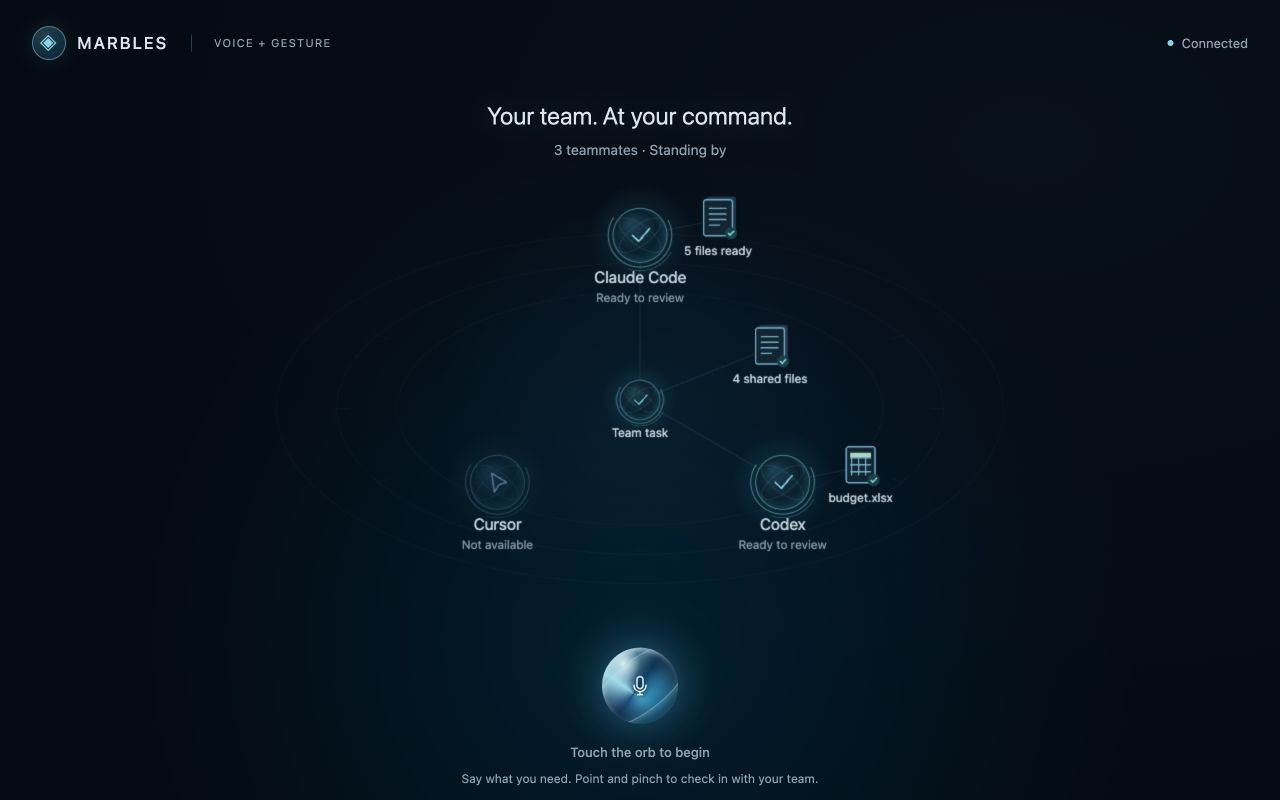 MARBLES
VOICE + GESTURE
Connected
Your team. At your command.
3 teammates · Standing by
5 files ready
Claude Code
Ready to review
4 shared files
Team task
budget.xlsx
Cursor
Not available
Codex
Ready to review
Touch the orb to begin
Say what you need. Point and pinch to check in with your team.